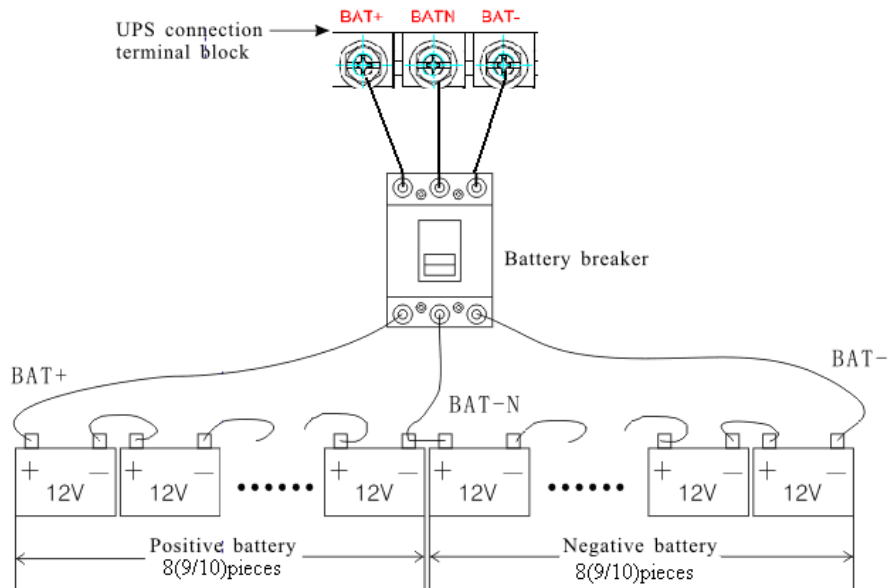 BAT+ BATN BAT-
UPS connection
terminal block
Battery breaker
BAT+
BAT-
BAT-N
+ — + — + — + — + — + —
12V 12V 12V 12V 12V 12V
Positive battery
8(9/10)pieces
Negative battery
8(9/10)pieces